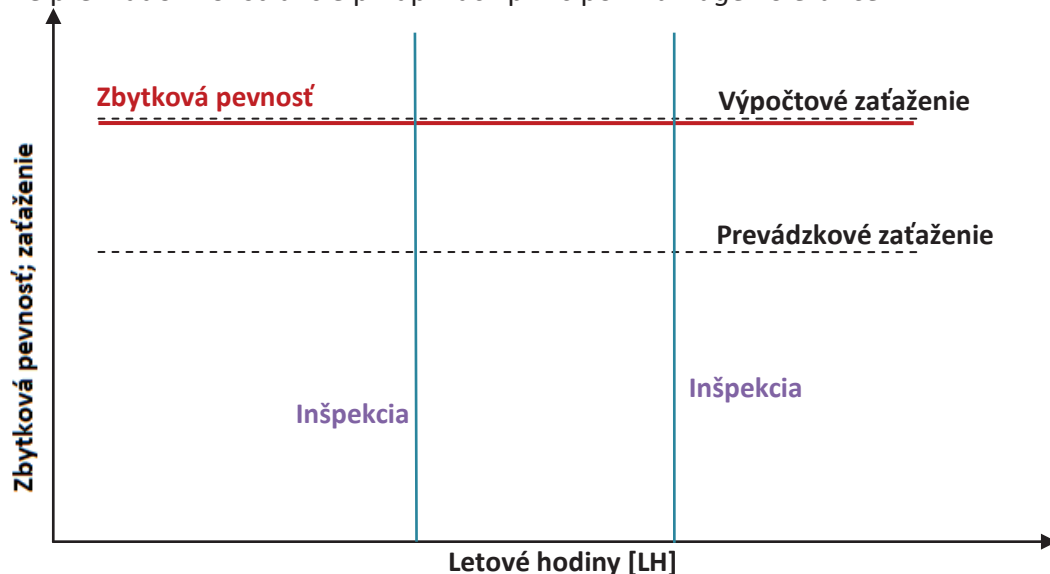 Zbytková pevnosť
Výpočtové zaťaženie
Prevádzkové zaťaženie
Inšpekcia
Inšpekcia
Zbytková pevnosť; zaťaženie
Letové hodiny [LH]